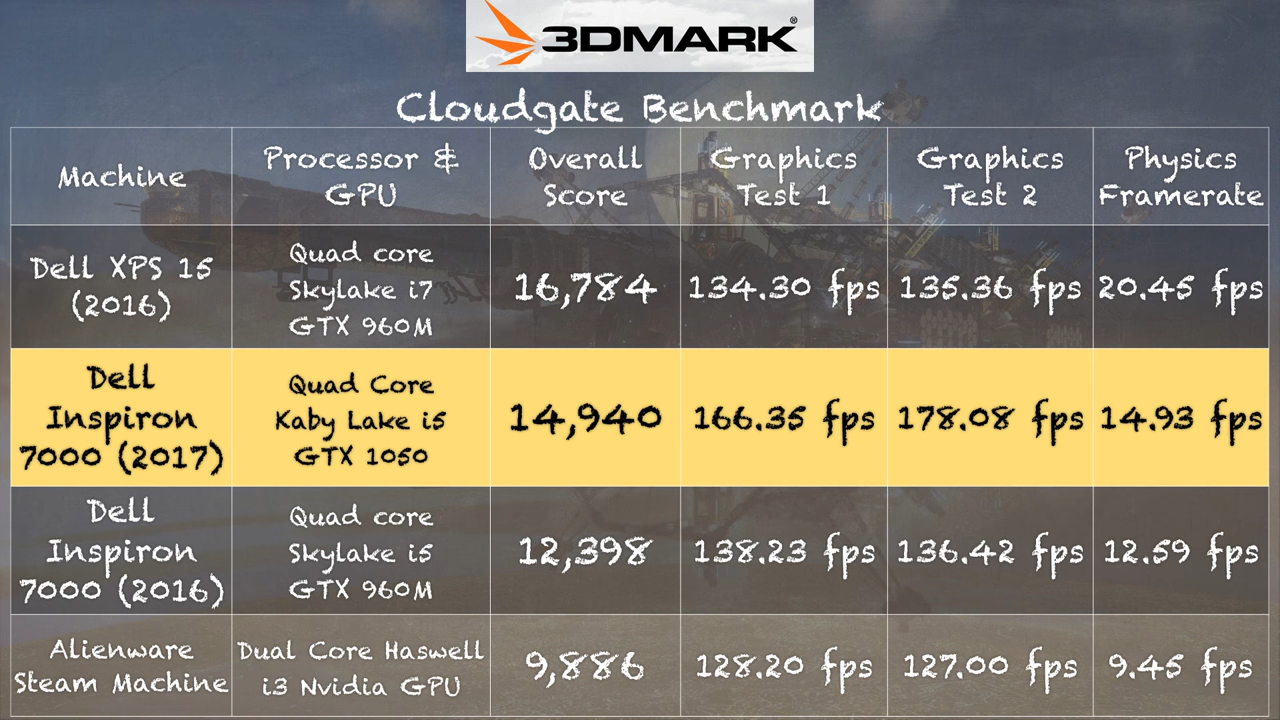 3DMARK®
Cloudgate Benchmark
Machine
Processor &
GPU
Overall
Score
Graphics
Test 1
Graphics
Test 2
Physics
Framerate
Dell XPS 15
(2016)
Quad core
Skylake i7
GTX 960M
16,784
134.30 fps
135.36 fps
20.45 fps
Dell
Inspiron
7000 (2017)
Quad Core
Kaby Lake i5
GTX 1050
14,940
166.35 fps
178.08 fps
14.93 fps
Dell
Inspiron
7000 (2016)
Quad core
Skylake i5
GTX 960M
12,398
138.23 fps
136.42 fps
12.59 fps
Alienware
Steam Machine
Dual Core Haswell
i3 Nvidia GPU
9,886
128.20 fps
127.00 fps
9.45 fps